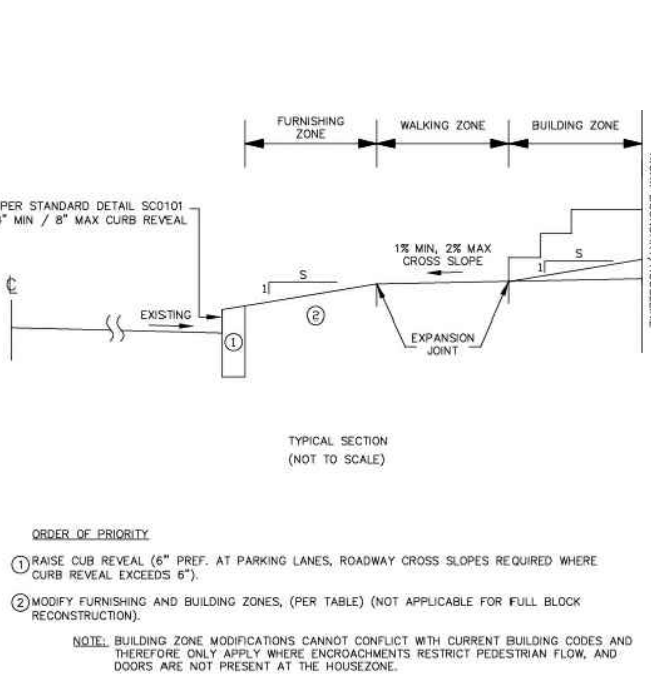 FURNISHING
ZONE
WALKING ZONE
BUILDING ZONE
PER STANDARD DETAIL SC0101
MIN / 8" MAX CURB REVEAL
1% MIN, 2% MAX
CROSS SLOPE
S
1
S
1
℄
EXISTING
2
1
EXPANSION
JOINT
TYPICAL SECTION
(NOT TO SCALE)
ORDER OF PRIORITY
1 RAISE CUB REVEAL (6" PREF. AT PARKING LANES, ROADWAY CROSS SLOPES REQUIRED WHERE
CURB REVEAL EXCEEDS 6").
2 MODIFY FURNISHING AND BUILDING ZONES, (PER TABLE) (NOT APPLICABLE FOR FULL BLOCK
RECONSTRUCTION).
NOTE: BUILDING ZONE MODIFICATIONS CANNOT CONFLICT WITH CURRENT BUILDING CODES AND
THEREFORE ONLY APPLY WHERE ENCROACHMENTS RESTRICT PEDESTRIAN FLOW, AND
DOORS ARE NOT PRESENT AT THE HOUSEZONE.